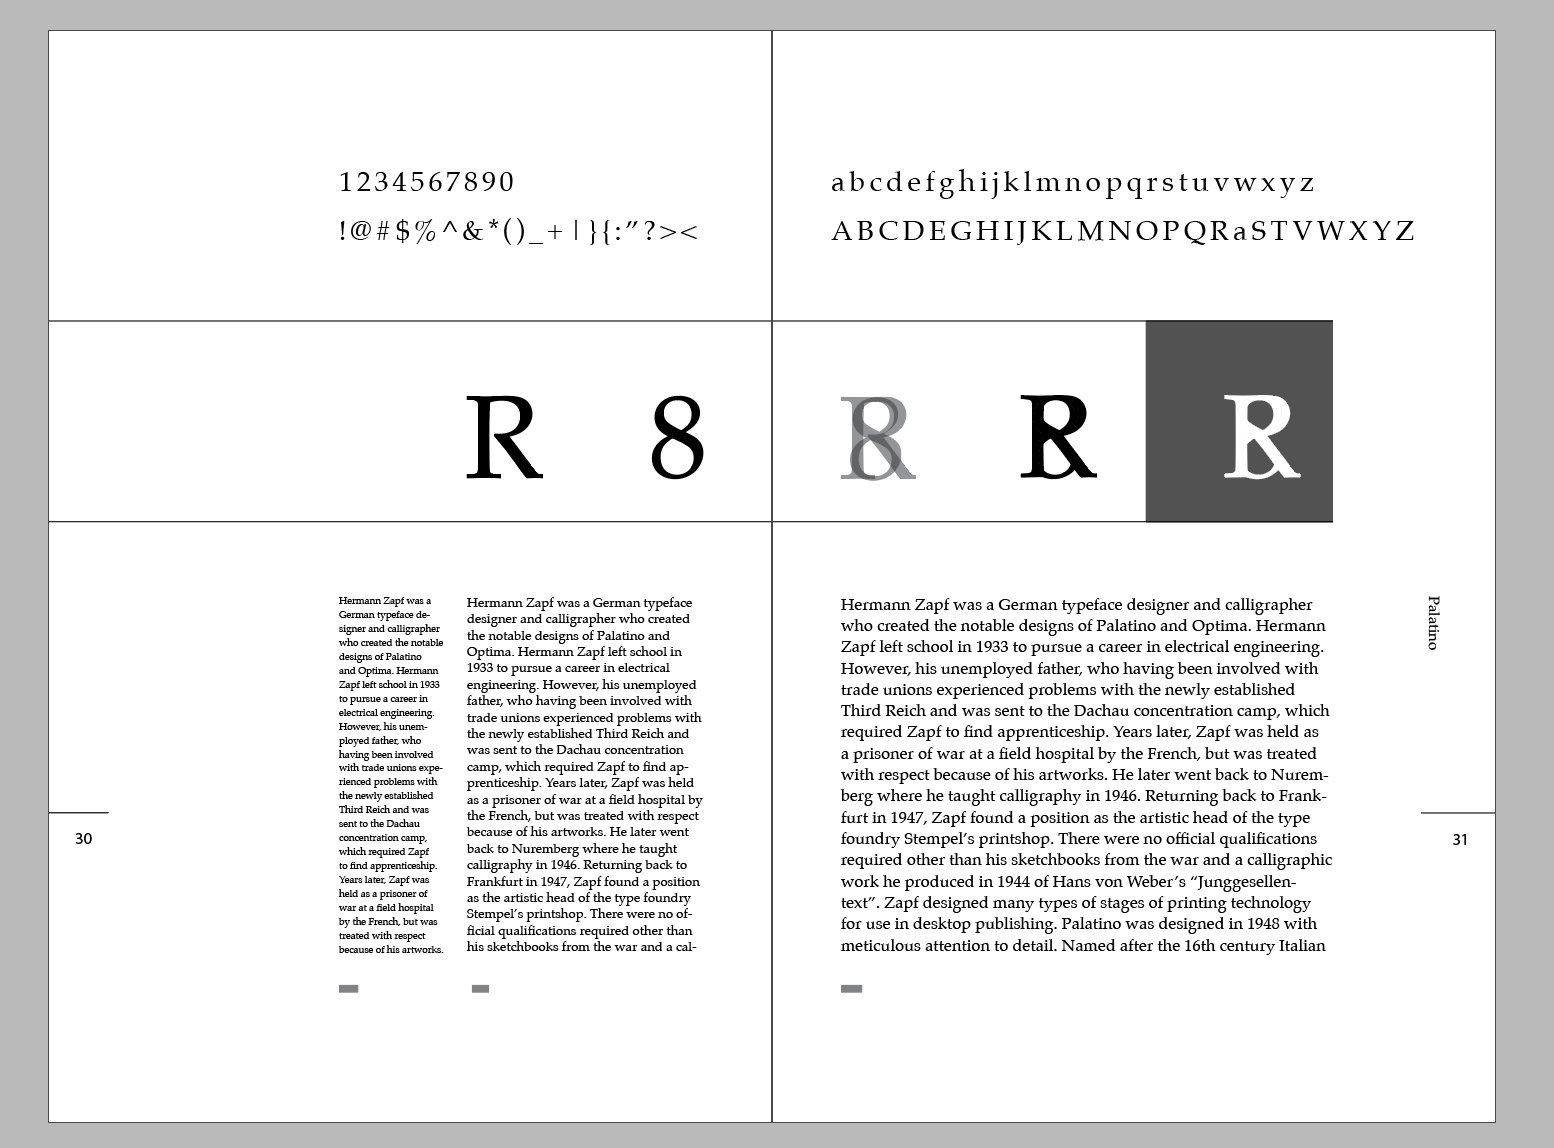 1234567890
!@#$%^&*()_+|}{:”?><
abcdefghijklmnopqrstuvwxyz
ABCDEGHIJKLMNOPQRaSTVWXYZ
R 8 R8 R8 R8
Hermann Zapf was a
German typeface de-
signer and calligrapher
who created the notable
designs of Palatino
and Optima. Hermann
Zapf left school in 1933
to pursue a career in
electrical engineering.
However, his unem-
ployed father, who
having been involved
with trade unions expe-
rienced problems with
the newly established
Third Reich and was
sent to the Dachau
concentration camp,
which required Zapf
to find apprenticeship.
Years later, Zapf was
held as a prisoner of
war at a field hospital
by the French, but was
treated with respect
because of his artworks.
Hermann Zapf was a German typeface
designer and calligrapher who created
the notable designs of Palatino and
Optima. Hermann Zapf left school in
1933 to pursue a career in electrical
engineering. However, his unemployed
father, who having been involved with
trade unions experienced problems with
the newly established Third Reich and
was sent to the Dachau concentration
camp, which required Zapf to find ap-
prenticeship. Years later, Zapf was held
as a prisoner of war at a field hospital by
the French, but was treated with respect
because of his artworks. He later went
back to Nuremberg where he taught
calligraphy in 1946. Returning back to
Frankfurt in 1947, Zapf found a position
as the artistic head of the type foundry
Stempel’s printshop. There were no of-
ficial qualifications required other than
his sketchbooks from the war and a cal-
Hermann Zapf was a German typeface designer and calligrapher
who created the notable designs of Palatino and Optima. Hermann
Zapf left school in 1933 to pursue a career in electrical engineering.
However, his unemployed father, who having been involved with
trade unions experienced problems with the newly established
Third Reich and was sent to the Dachau concentration camp, which
required Zapf to find apprenticeship. Years later, Zapf was held as
a prisoner of war at a field hospital by the French, but was treated
with respect because of his artworks. He later went back to Nurem-
berg where he taught calligraphy in 1946. Returning back to Frank-
furt in 1947, Zapf found a position as the artistic head of the type
foundry Stempel’s printshop. There were no official qualifications
required other than his sketchbooks from the war and a calligraphic
work he produced in 1944 of Hans von Weber’s “Junggesellen-
text”. Zapf designed many types of stages of printing technology
for use in desktop publishing. Palatino was designed in 1948 with
meticulous attention to detail. Named after the 16th century Italian
Palatino
30
31